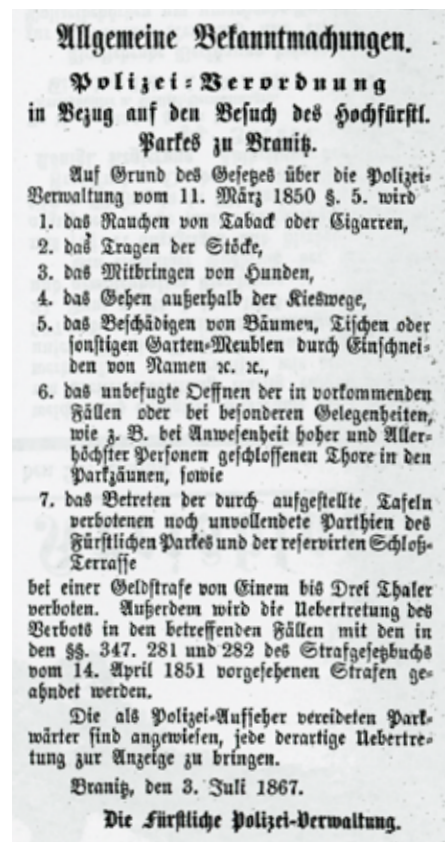 Allgemeine Bekanntmachungen.
Polizei-Verordnung
in Bezug auf den Besuch des Hochfürstl.
Parkes zu Branitz.
Auf Grund des Gesetzes über die Polizei-
Verwaltung vom 11. März 1850 §. 5. wird
1. das Rauchen von Taback oder Cigarren,
2. das Tragen der Stöcke,
3. das Mitbringen von Hunden,
4. das Gehen außerhalb der Kieswege,
5. das Beschädigen von Bäumen, Tischen oder
sonstigen Garten-Meublen durch Einschnei-
den von Namen ꝛc. ꝛc.,
6. das unbefugte Oeffnen der in vorkommenden
Fällen oder bei besonderen Gelegenheiten,
wie z. B. bei Anwesenheit hoher und Aller-
höchster Personen geschlossenen Thore in den
Parkzäunen, sowie
7. das Betreten der durch aufgestellte Tafeln
verbotenen noch unvollendete Parthien des
Fürstlichen Parkes und der reservirten Schloß-
Terrasse
bei einer Geldstrafe von Einem bis Drei Thaler
verboten. Außerdem wird die Uebertretung des
Verbots in den betreffenden Fällen mit den in
den §§. 347. 281 und 282 des Strafgesetzbuchs
vom 14. April 1851 vorgesehenen Strafen ge-
ahndet werden.
Die als Polizei-Aufseher vereideten Park-
wärter sind angewiesen, jede derartige Uebertre-
tung zur Anzeige zu bringen.
Branitz, den 3. Juli 1867.
Die Fürstliche Polizei-Verwaltung.